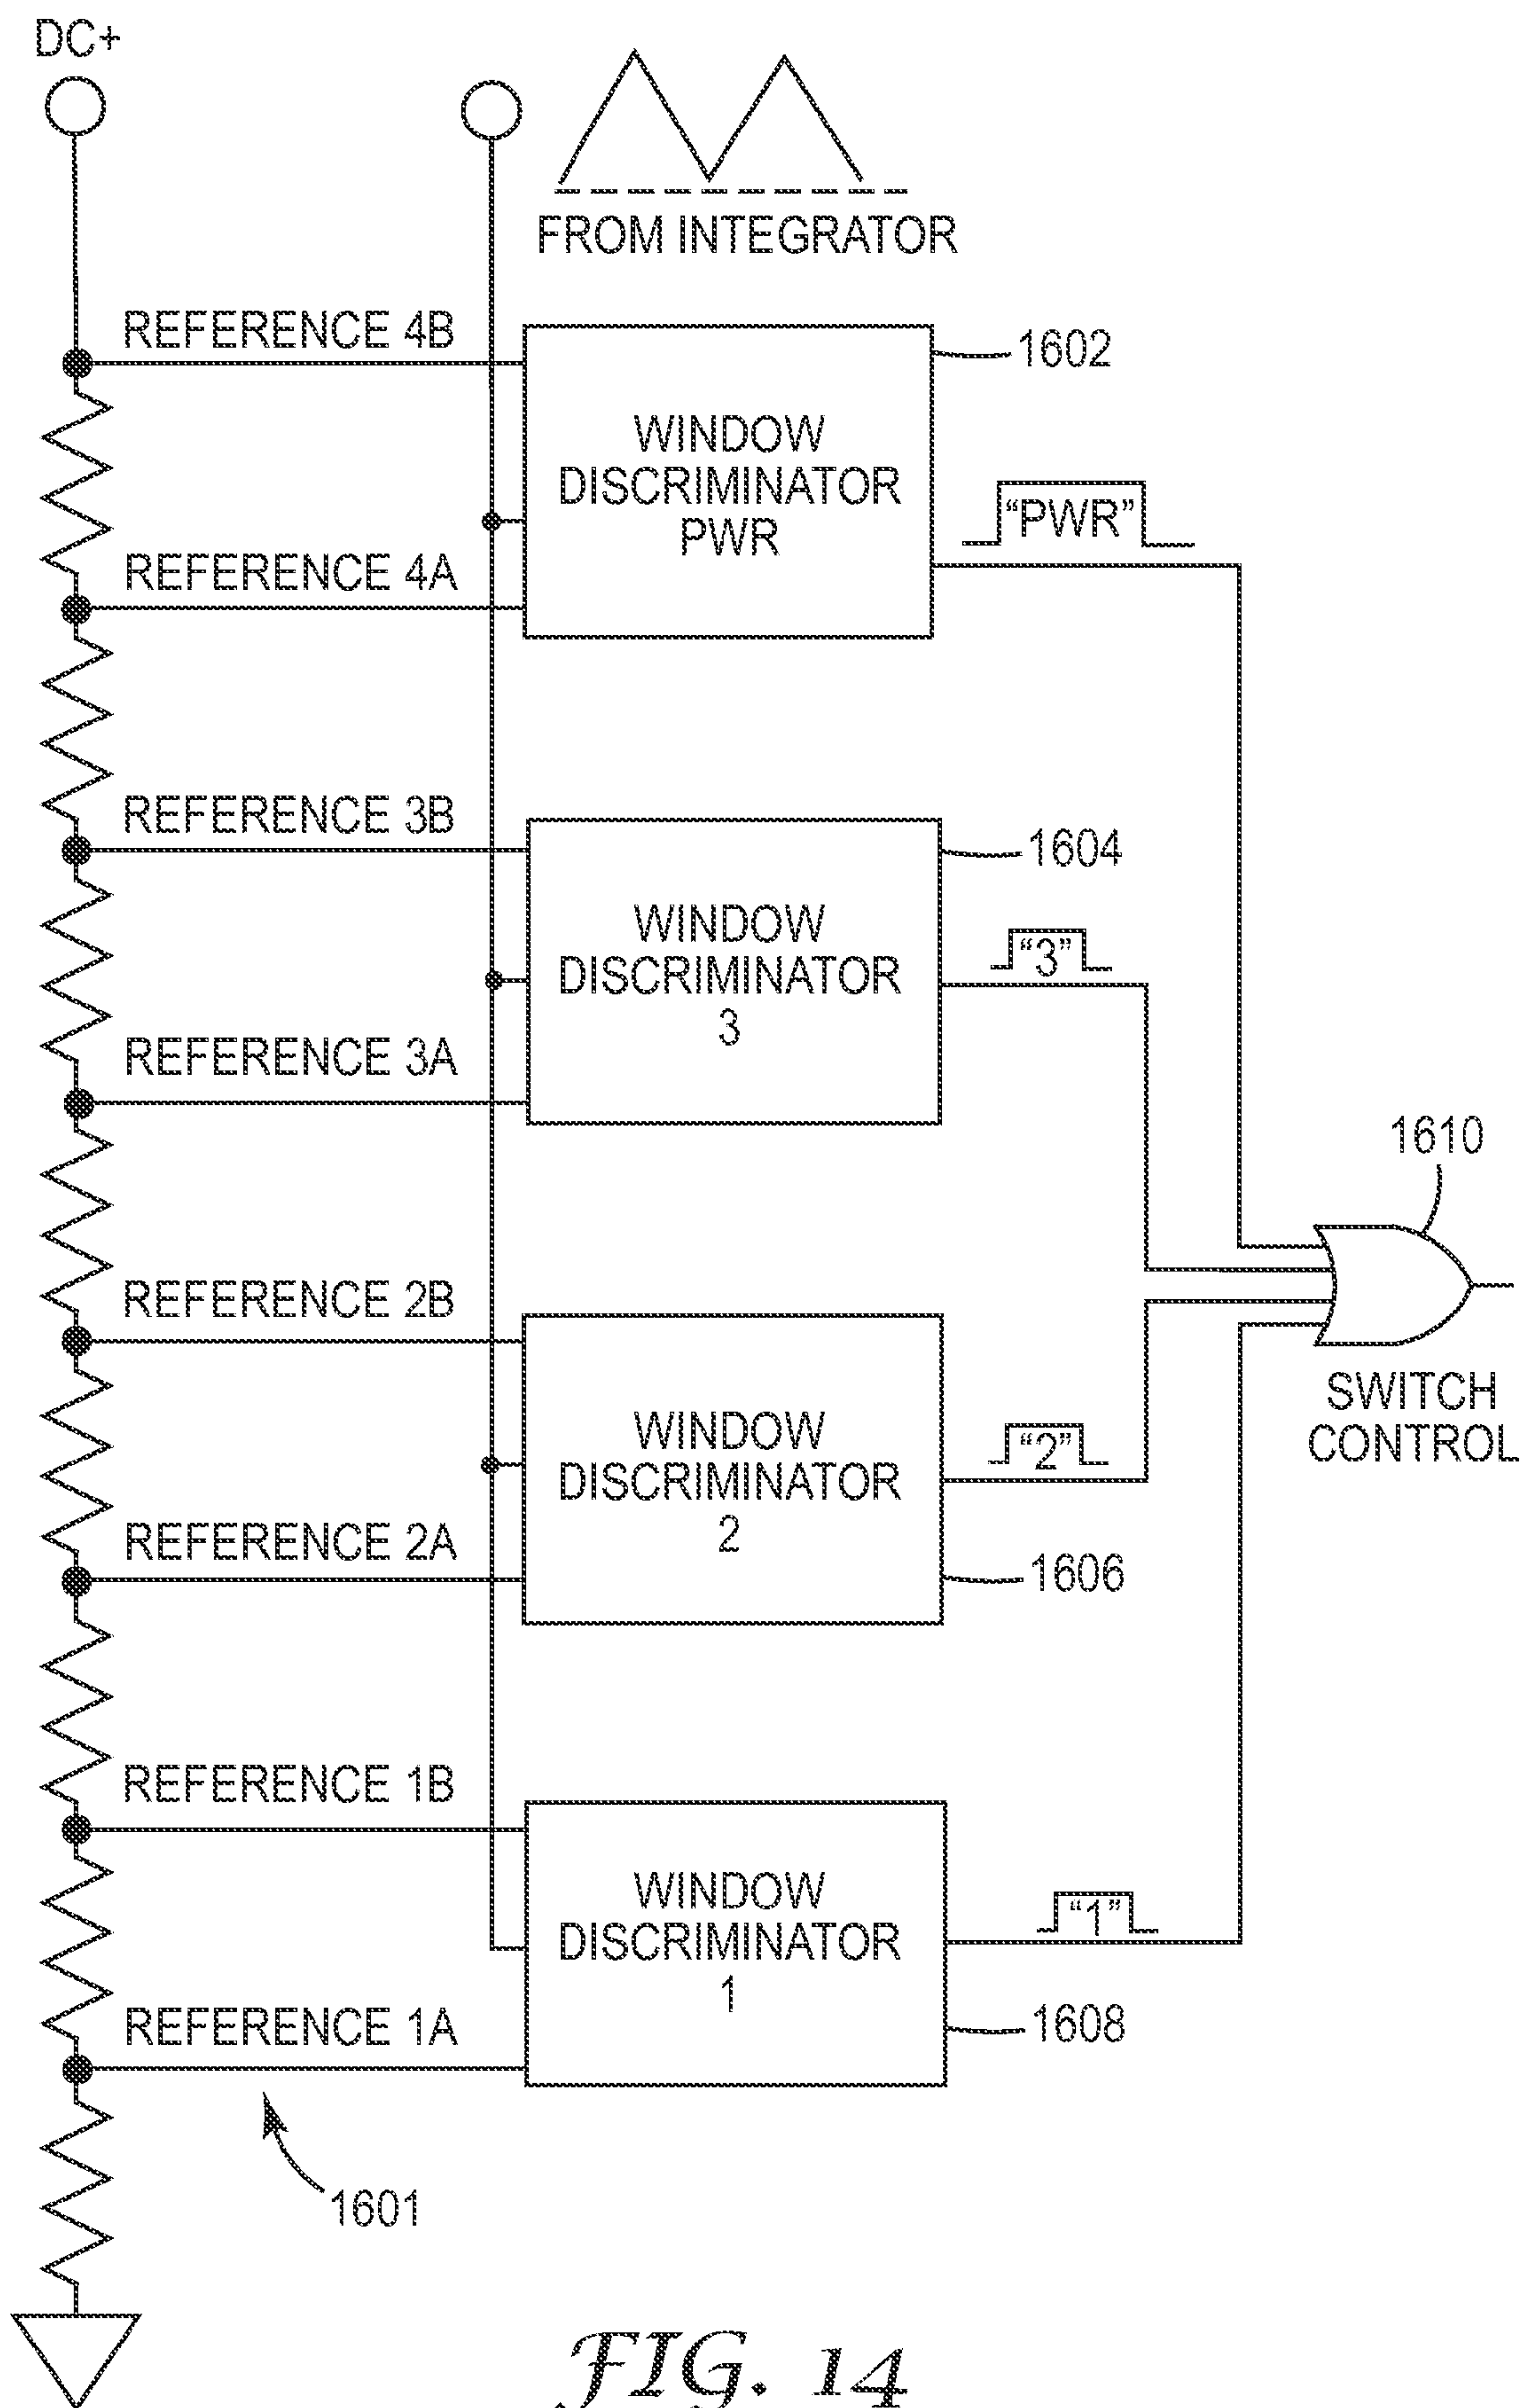 DC+
FROM INTEGRATOR
REFERENCE 4B
1602
WINDOW
DISCRIMINATOR
PWR
“PWR”
REFERENCE 4A
REFERENCE 3B
1604
WINDOW
DISCRIMINATOR
3
“3”
REFERENCE 3A
1610
REFERENCE 2B
SWITCH
CONTROL
WINDOW
DISCRIMINATOR
2
“2”
REFERENCE 2A
1606
REFERENCE 1B
WINDOW
DISCRIMINATOR
1
“1”
REFERENCE 1A
1608
1601
FIG. 14